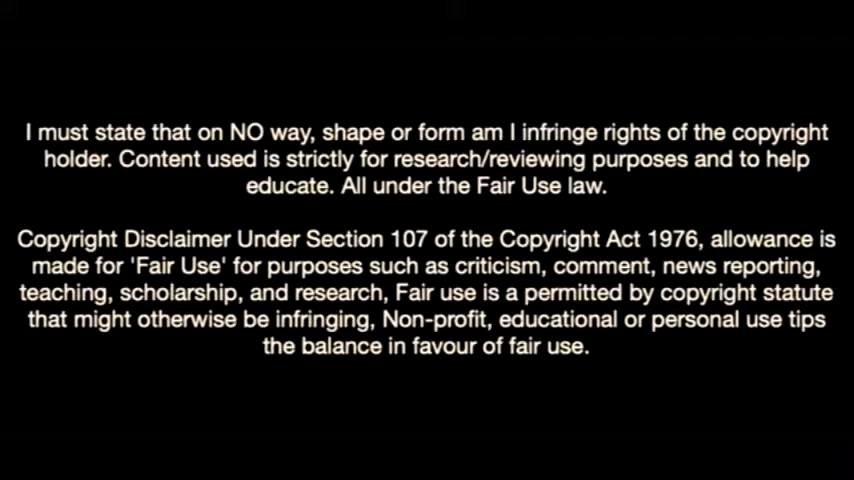 I must state that on NO way, shape or form am I infringe rights of the copyright
holder. Content used is strictly for research/reviewing purposes and to help
educate. All under the Fair Use law.
Copyright Disclaimer Under Section 107 of the Copyright Act 1976, allowance is
made for 'Fair Use' for purposes such as criticism, comment, news reporting,
teaching, scholarship, and research, Fair use is a permitted by copyright statute
that might otherwise be infringing, Non-profit, educational or personal use tips
the balance in favour of fair use.